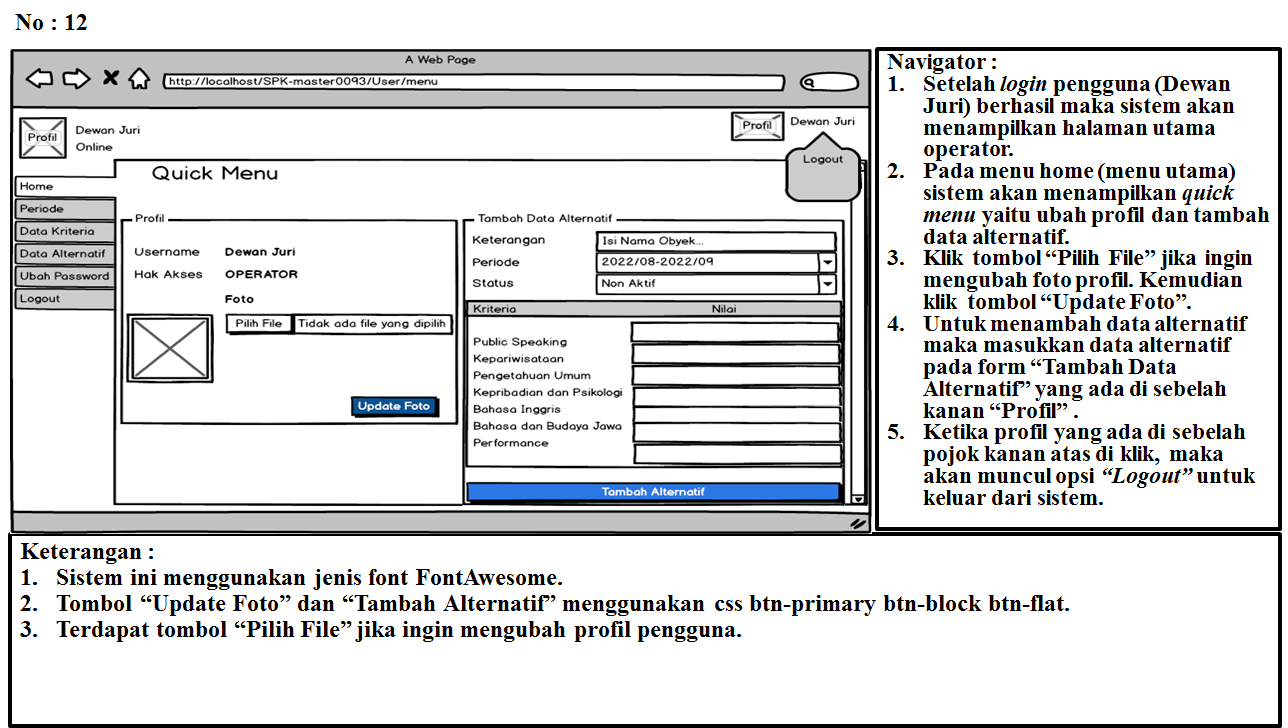 No : 12
A Web Page
http://localhost/SPK-master0093/User/menu
Profil
Dewan Juri
Online
Profil
Dewan Juri
Logout
Home
Periode
Data Kriteria
Data Alternatif
Ubah Password
Logout
Quick Menu
Profil
Username Dewan Juri
Hak Akses OPERATOR
Foto
Pilih File Tidak ada file yang dipilih
Update Foto
Tambah Data Alternatif
Keterangan Isi Nama Obyek...
Periode 2022/08-2022/09
Status Non Aktif
Kriteria Nilai
Public Speaking
Kepariwisataan
Pengetahuan Umum
Kepribadian dan Psikologi
Bahasa Inggris
Bahasa dan Budaya Jawa
Performance
Tambah Alternatif
Navigator :
1. Setelah login pengguna (Dewan
Juri) berhasil maka sistem akan
menampilkan halaman utama
operator.
2. Pada menu home (menu utama)
sistem akan menampilkan quick
menu yaitu ubah profil dan tambah
data alternatif.
3. Klik tombol “Pilih File” jika ingin
mengubah foto profil. Kemudian
klik tombol “Update Foto”.
4. Untuk menambah data alternatif
maka masukkan data alternatif
pada form “Tambah Data
Alternatif” yang ada di sebelah
kanan “Profil” .
5. Ketika profil yang ada di sebelah
pojok kanan atas di klik, maka
akan muncul opsi “Logout” untuk
keluar dari sistem.
Keterangan :
1. Sistem ini menggunakan jenis font FontAwesome.
2. Tombol “Update Foto” dan “Tambah Alternatif” menggunakan css btn-primary btn-block btn-flat.
3. Terdapat tombol “Pilih File” jika ingin mengubah profil pengguna.